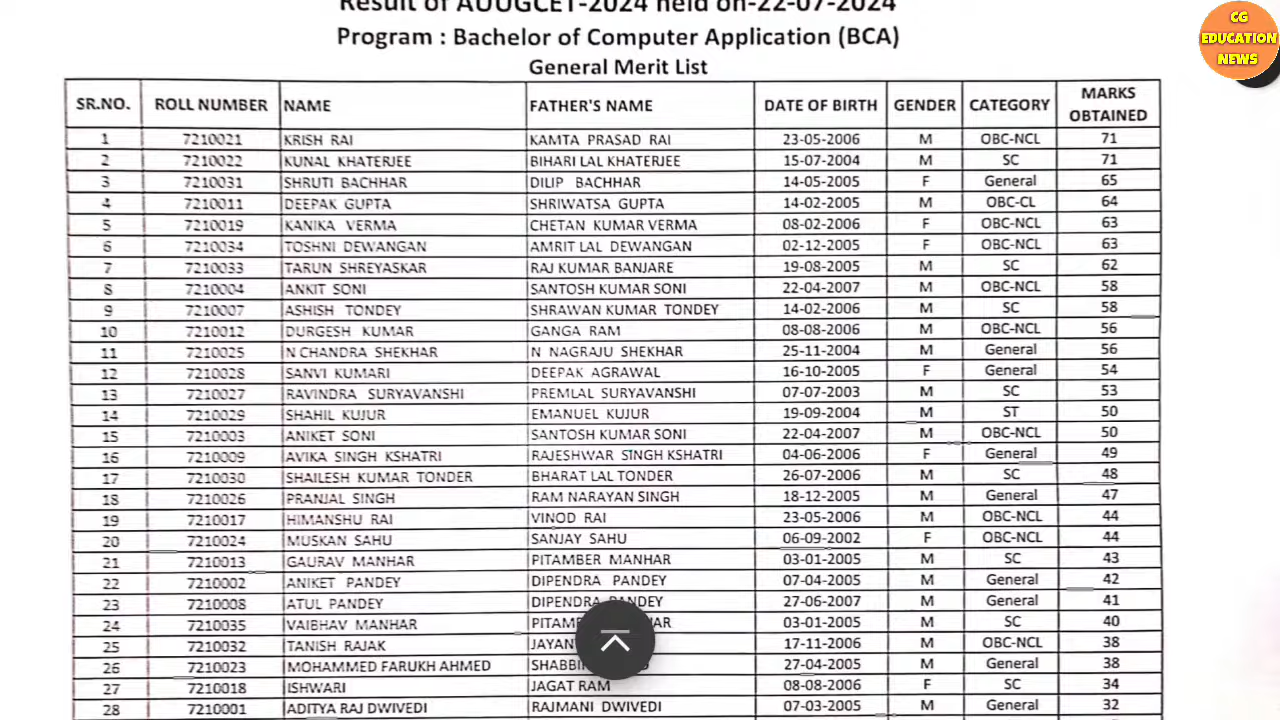 Result of AUUGCET-2024 held on-22-07-2024
CG
EDUCATION
NEWS
Program : Bachelor of Computer Application (BCA)
General Merit List
SR.NO. ROLL NUMBER NAME FATHER'S NAME DATE OF BIRTH GENDER CATEGORY MARKS OBTAINED
1 7210021 KRISH RAI KAMTA PRASAD RAI 23-05-2006 M OBC-NCL 71
2 7210022 KUNAL KHATERJEE BIHARI LAL KHATERJEE 15-07-2004 M SC 71
3 7210031 SHRUTI BACHHAR DILIP BACHHAR 14-05-2005 F General 65
4 7210011 DEEPAK GUPTA SHRIWATSA GUPTA 14-02-2005 M OBC-CL 64
5 7210019 KANIKA VERMA CHETAN KUMAR VERMA 08-02-2006 F OBC-NCL 63
6 7210034 TOSHNI DEWANGAN AMRIT LAL DEWANGAN 02-12-2005 F OBC-NCL 63
7 7210033 TARUN SHREYASKAR RAJ KUMAR BANJARE 19-08-2005 M SC 62
8 7210004 ANKIT SONI SANTOSH KUMAR SONI 22-04-2007 M OBC-NCL 58
9 7210007 ASHISH TONDEY SHRAWAN KUMAR TONDEY 14-02-2006 M SC 58
10 7210012 DURGESH KUMAR GANGA RAM 08-08-2006 M OBC-NCL 56
11 7210025 N CHANDRA SHEKHAR N NAGRAJU SHEKHAR 25-11-2004 M General 56
12 7210028 SANVI KUMARI DEEPAK AGRAWAL 16-10-2005 F General 54
13 7210027 RAVINDRA SURYAVANSHI PREMLAL SURYAVANSHI 07-07-2003 M SC 53
14 7210029 SHAHIL KUJUR EMANUEL KUJUR 19-09-2004 M ST 50
15 7210003 ANIKET SONI SANTOSH KUMAR SONI 22-04-2007 M OBC-NCL 50
16 7210009 AVIKA SINGH KSHATRI RAJESHWAR SINGH KSHATRI 04-06-2006 F General 49
17 7210030 SHAILESH KUMAR TONDER BHARAT LAL TONDER 26-07-2006 M SC 48
18 7210026 PRANJAL SINGH RAM NARAYAN SINGH 18-12-2005 M General 47
19 7210017 HIMANSHU RAI VINOD RAI 23-05-2006 M OBC-NCL 44
20 7210024 MUSKAN SAHU SANJAY SAHU 06-09-2002 F OBC-NCL 44
21 7210013 GAURAV MANHAR PITAMBER MANHAR 03-01-2005 M SC 43
22 7210002 ANIKET PANDEY DIPENDRA PANDEY 07-04-2005 M General 42
23 7210008 ATUL PANDEY DIPENDRA PANDEY 27-06-2007 M General 41
24 7210035 VAIBHAV MANHAR 03-01-2005 M SC 40
25 7210032 TANISH RAJAK 17-11-2006 M OBC-NCL 38
26 7210023 MOHAMMED FARUKH AHMED 27-04-2005 M General 38
27 7210018 ISHWARI JAGAT RAM 08-08-2006 F SC 34
28 7210001 ADITYA RAJ DWIVEDI RAJMANI DWIVEDI 07-03-2005 M General 32